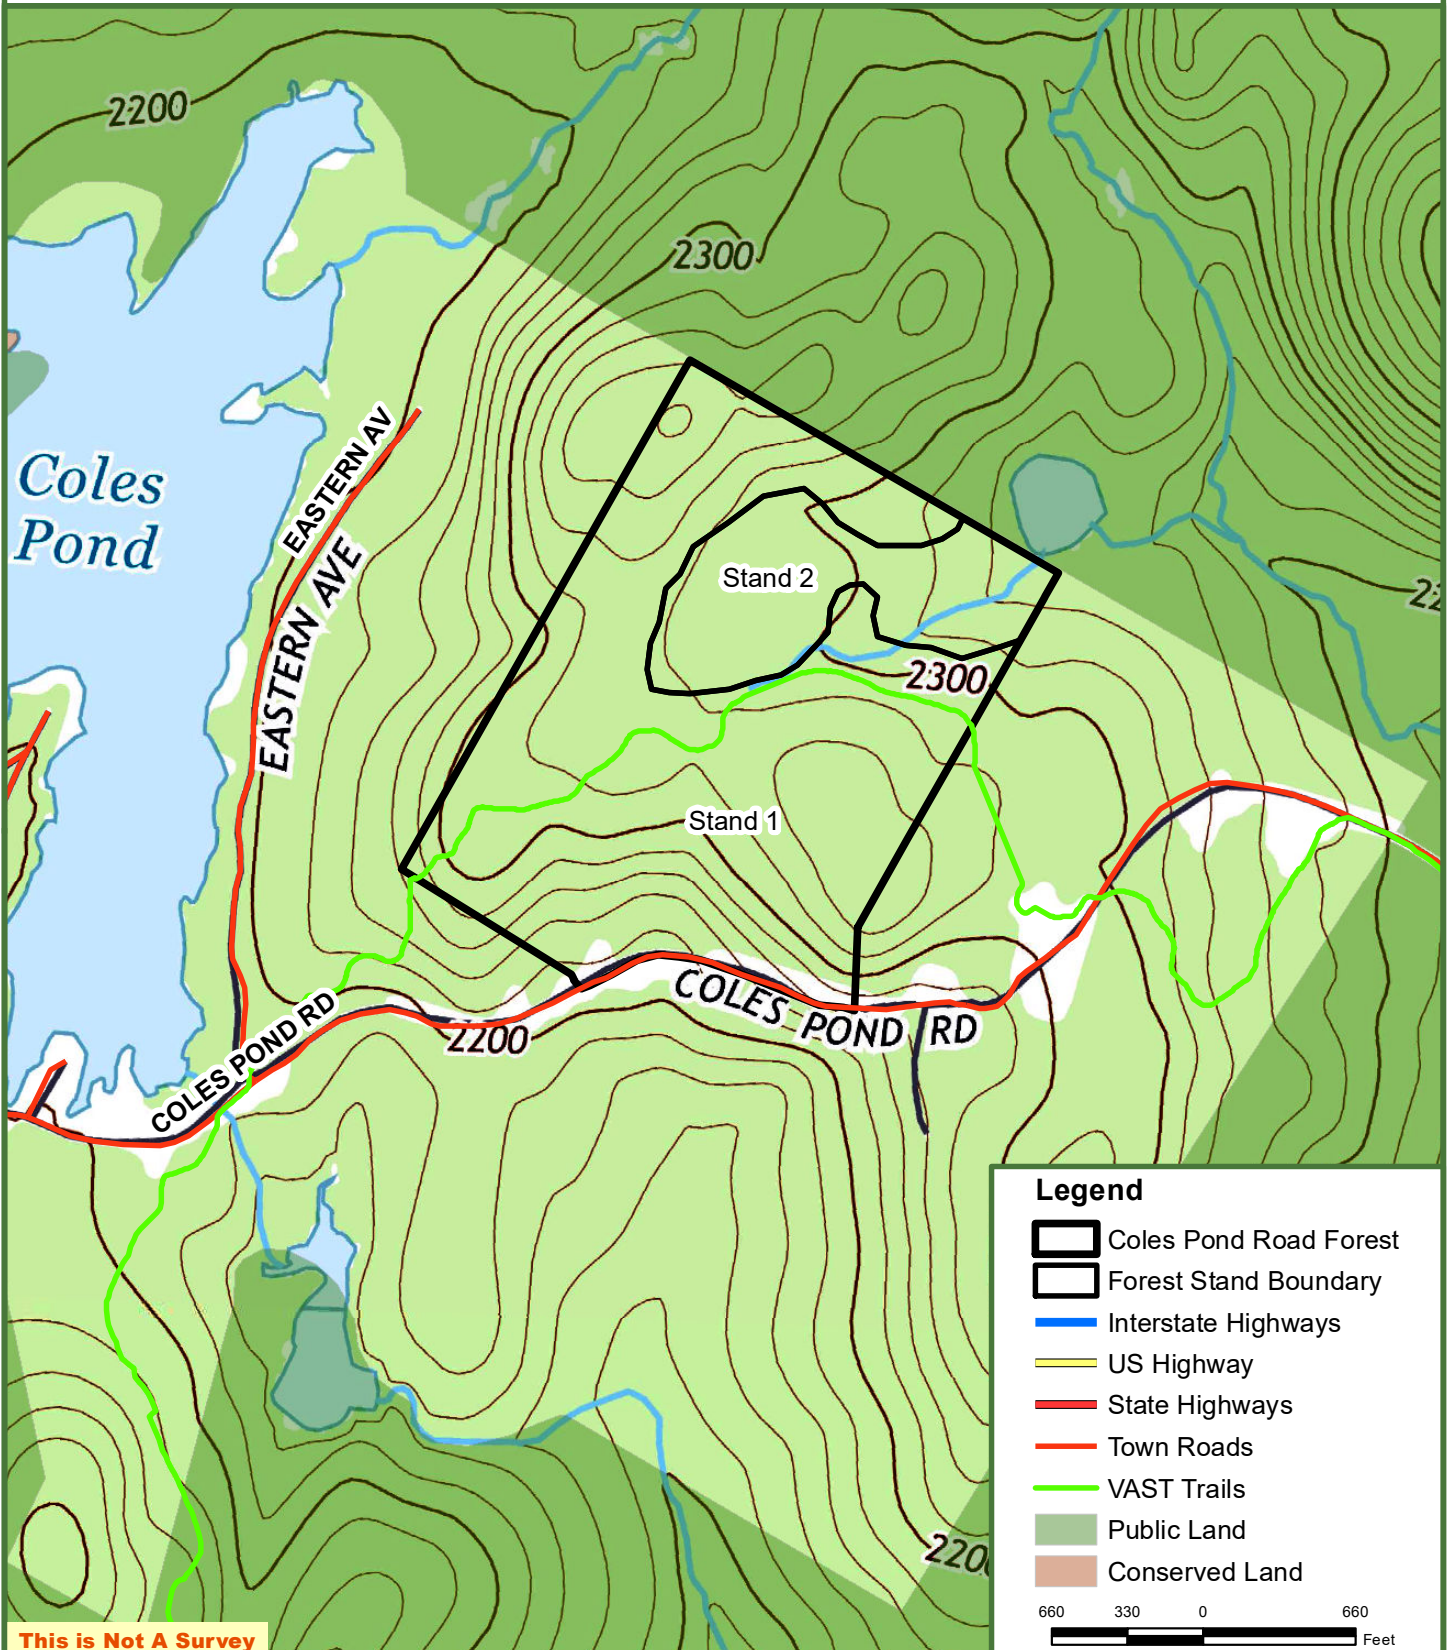 2200
2300
EASTERN AV
Coles
Pond
EASTERN AVE
Stand 2
22
2300
Stand 1
COLES POND RD
COLES POND RD
2200
Legend
Coles Pond Road Forest
Forest Stand Boundary
Interstate Highways
US Highway
State Highways
Town Roads
VAST Trails
Public Land
Conserved Land
220
660 330 0 660
Feet
This is Not A Survey